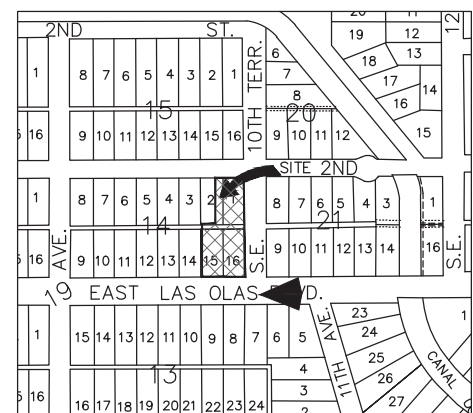 2ND ST. 12
20 11
19 12
18 13
17 14
16
15
1 8 7 6 5 4 3 2 1 6
7
8
15 20
16 9 10 11 12 13 14 15 16 9 10 11 12
10TH TERR.
SITE 2ND
1 8 7 6 5 4 3 2 1 8 7 6 5 4 3 1
14 21
16 9 10 11 12 13 14 15 16 9 10 11 12 13 14 16
AVE. S.E. S.E.
19 EAST LAS OLAS VD.
1 15 14 13 12 11 10 9 8 7 6 5 23 1
24
4 25
13 3 26
16 16 17 18 19 20 21 22 23 24 2 27
11TH AVE.
CANAL